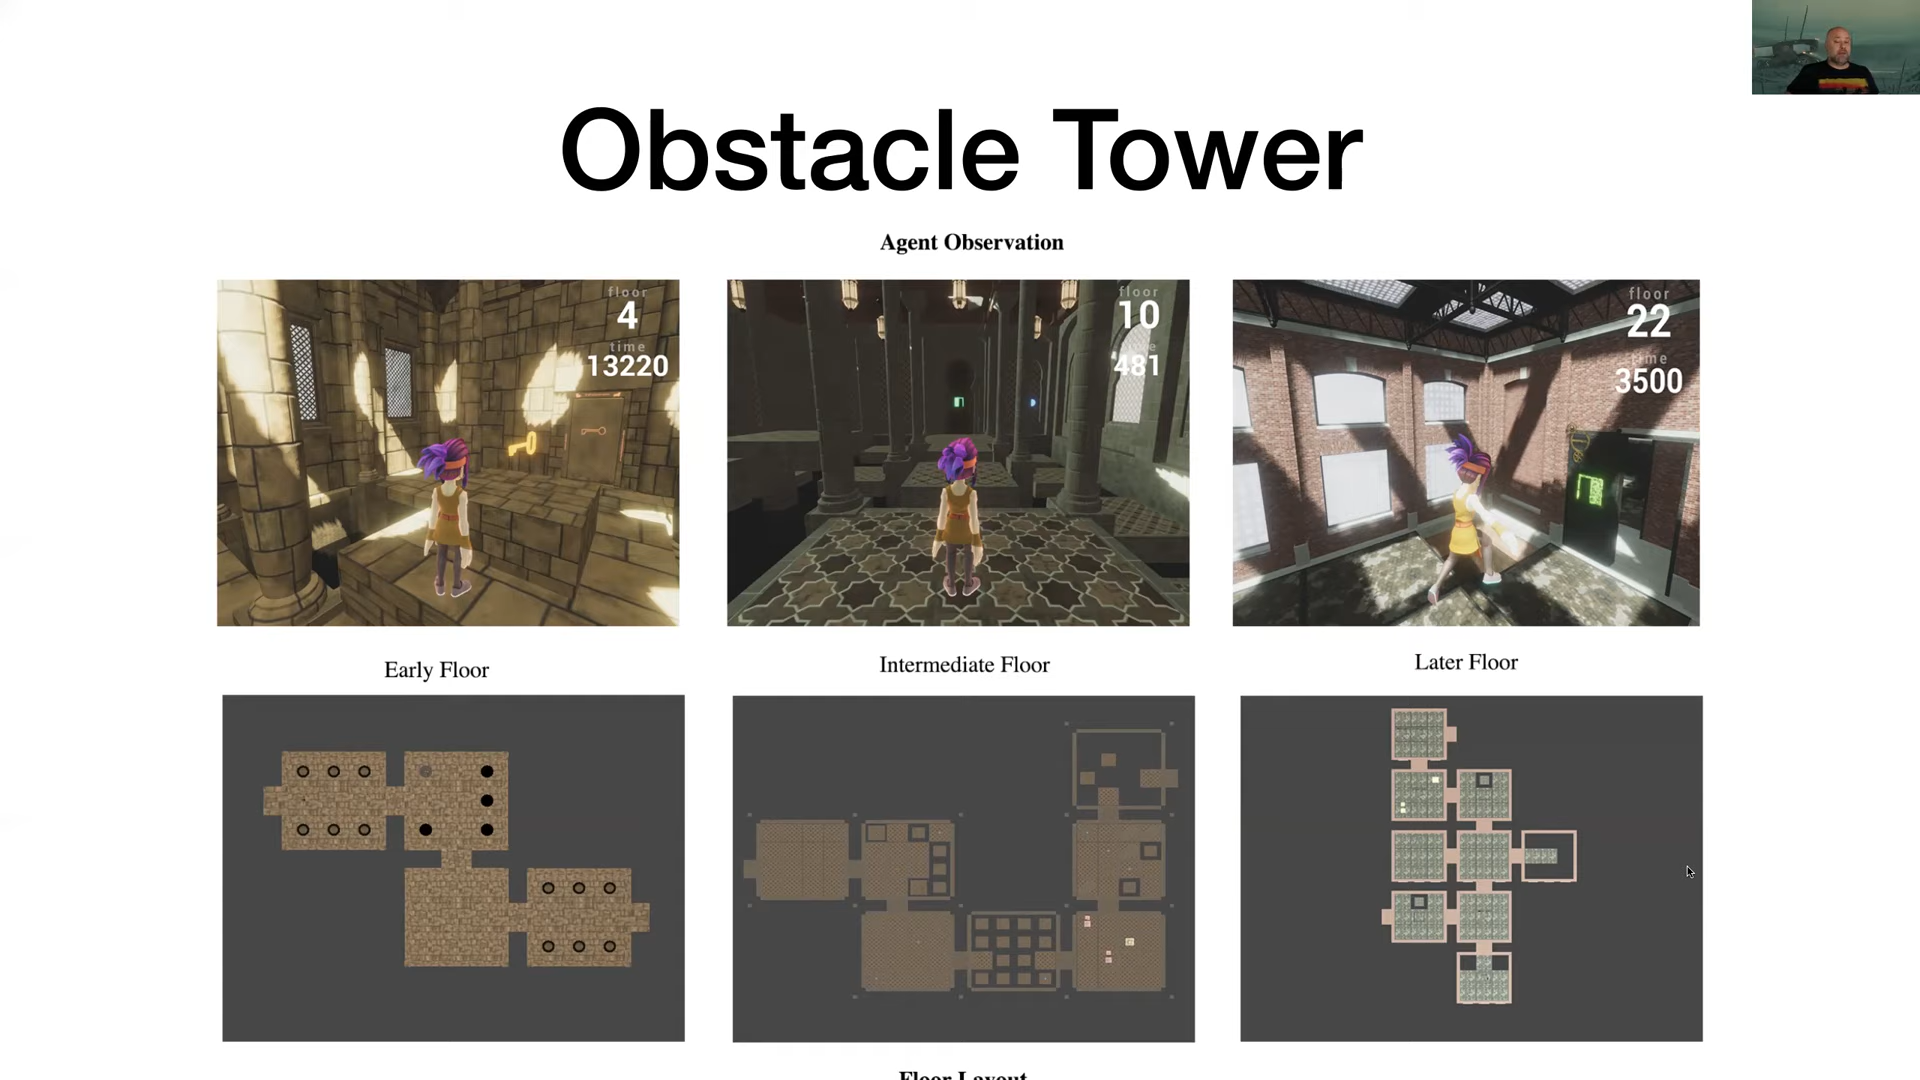 Obstacle Tower
Agent Observation
floor
4
time
13220
floor
10
481
floor
22
time
3500
Early Floor
Intermediate Floor
Later Floor
Floor Layout